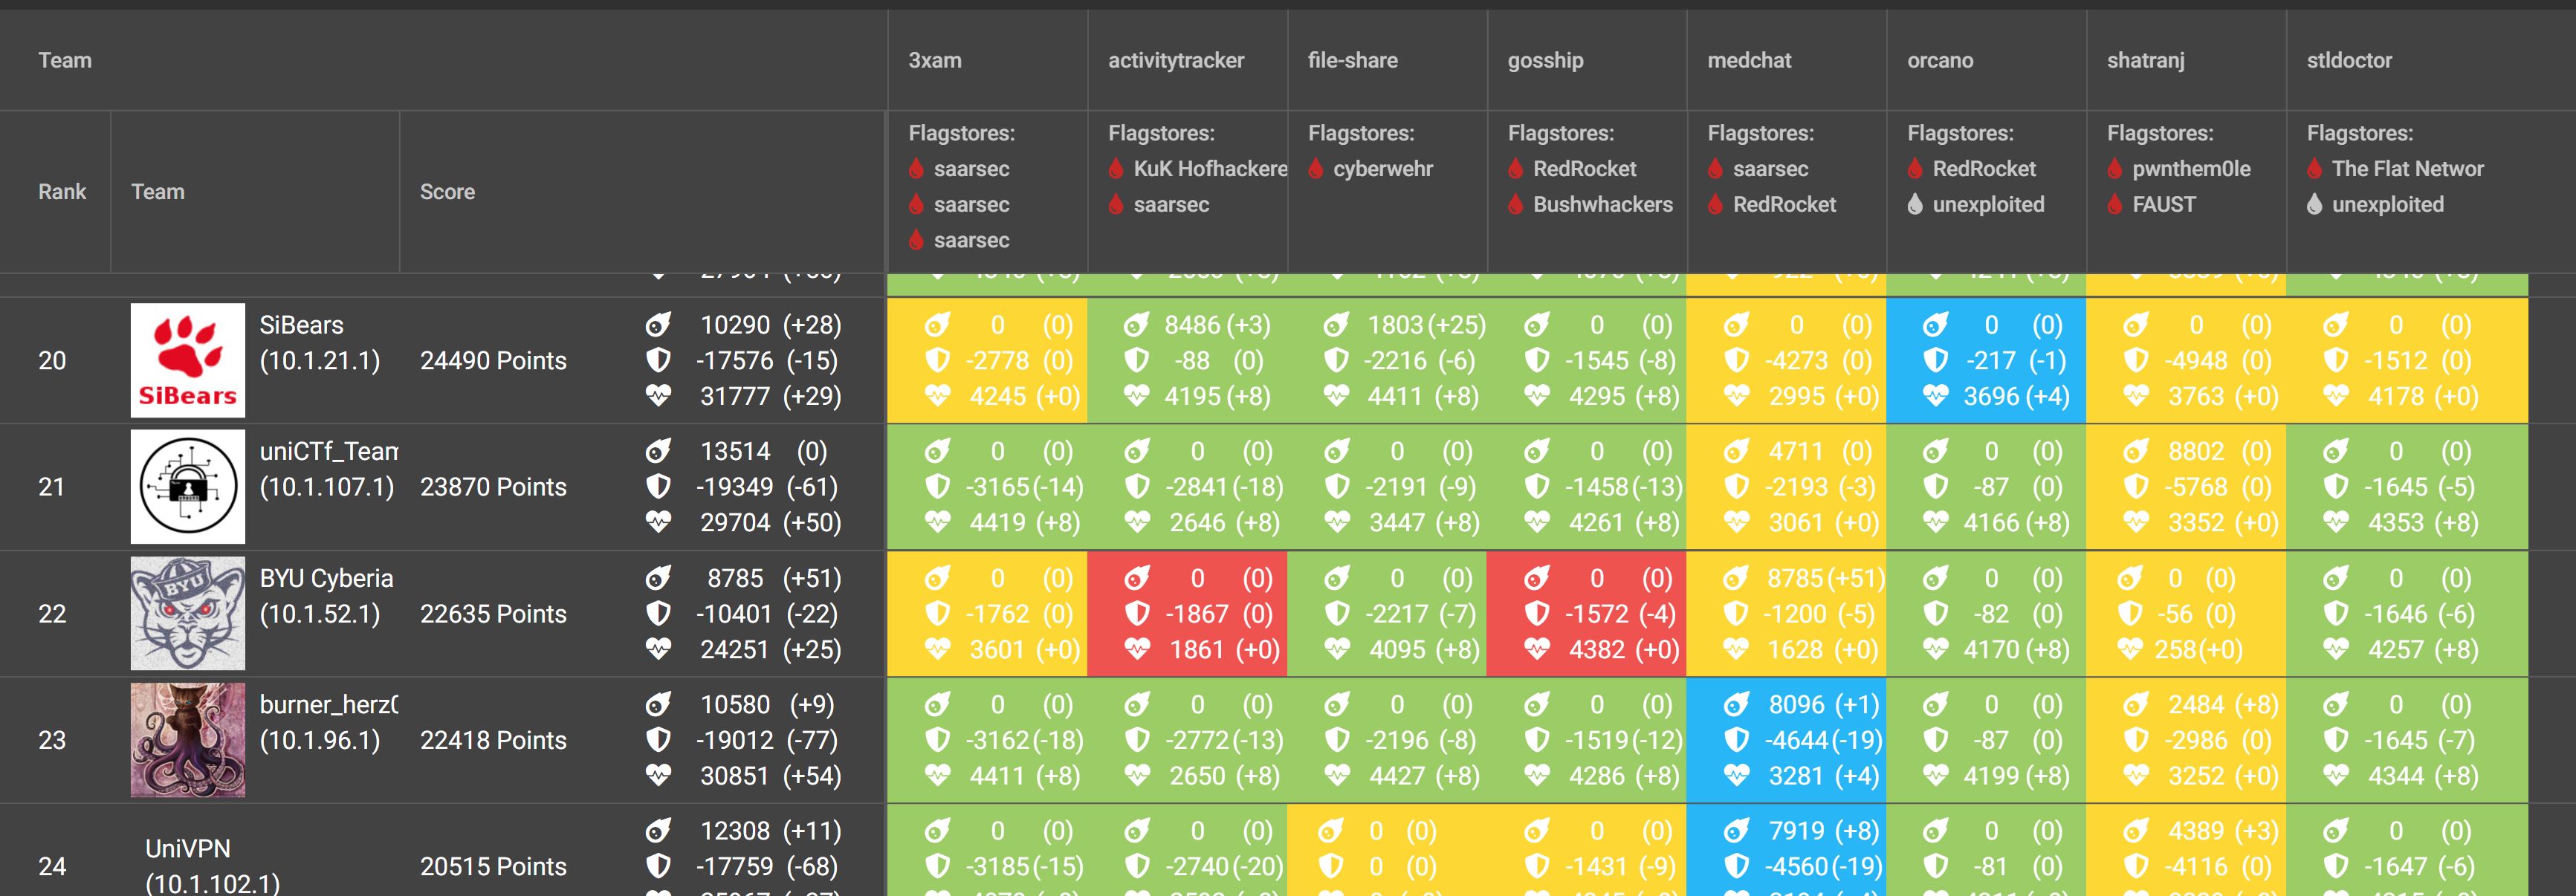 Team 3xam activitytracker file-share gosship medchat orcano shatranj stldoctor
Rank Team Score
Flagstores: Flagstores: Flagstores: Flagstores: Flagstores: Flagstores: Flagstores: Flagstores:
saarsec KuK Hofhackere cyberwehr RedRocket saarsec RedRocket pwnthem0le The Flat Networ
saarsec saarsec Bushwhackers RedRocket unexploited FAUST unexploited
saarsec
SiBears 10290 (+28) 0 (0) 8486 (+3) 1803 (+25) 0 (0) 0 (0) 0 (0) 0 (0) 0 (0)
20 (10.1.21.1) 24490 Points -17576 (-15) -2778 (0) -88 (0) -2216 (-6) -1545 (-8) -4273 (0) -217 (-1) -4948 (0) -1512 (0)
SiBears 31777 (+29) 4245 (+0) 4195 (+8) 4411 (+8) 4295 (+8) 2995 (+0) 3696 (+4) 3763 (+0) 4178 (+0)
uniCTf_Team 13514 (0) 0 (0) 0 (0) 0 (0) 0 (0) 4711 (0) 0 (0) 8802 (0) 0 (0)
21 (10.1.107.1) 23870 Points -19349 (-61) -3165 (-14) -2841 (-18) -2191 (-9) -1458 (-13) -2193 (-3) -87 (0) -5768 (0) -1645 (-5)
29704 (+50) 4419 (+8) 2646 (+8) 3447 (+8) 4261 (+8) 3061 (+0) 4166 (+8) 3352 (+0) 4353 (+8)
BYU BYU Cyberia 8785 (+51) 0 (0) 0 (0) 0 (0) 0 (0) 8785 (+51) 0 (0) 0 (0) 0 (0)
22 (10.1.52.1) 22635 Points -10401 (-22) -1762 (0) -1867 (0) -2217 (-7) -1572 (-4) -1200 (-5) -82 (0) -56 (0) -1646 (-6)
24251 (+25) 3601 (+0) 1861 (+0) 4095 (+8) 4382 (+0) 1628 (+0) 4170 (+8) 258 (+0) 4257 (+8)
burner_herz 10580 (+9) 0 (0) 0 (0) 0 (0) 0 (0) 8096 (+1) 0 (0) 2484 (+8) 0 (0)
23 (10.1.96.1) 22418 Points -19012 (-77) -3162 (-18) -2772 (-13) -2196 (-8) -1519 (-12) -4644 (-19) -87 (0) -2986 (0) -1645 (-7)
30851 (+54) 4411 (+8) 2650 (+8) 4427 (+8) 4286 (+8) 3281 (+4) 4199 (+8) 3252 (+0) 4344 (+8)
UniVPN 12308 (+11) 0 (0) 0 (0) 0 (0) 0 (0) 7919 (+8) 0 (0) 4389 (+3) 0 (0)
24 (10.1.102.1) 20515 Points -17759 (-68) -3185 (-15) -2740 (-20) 0 (0) -1431 (-9) -4560 (-19) -81 (0) -4116 (0) -1647 (-6)